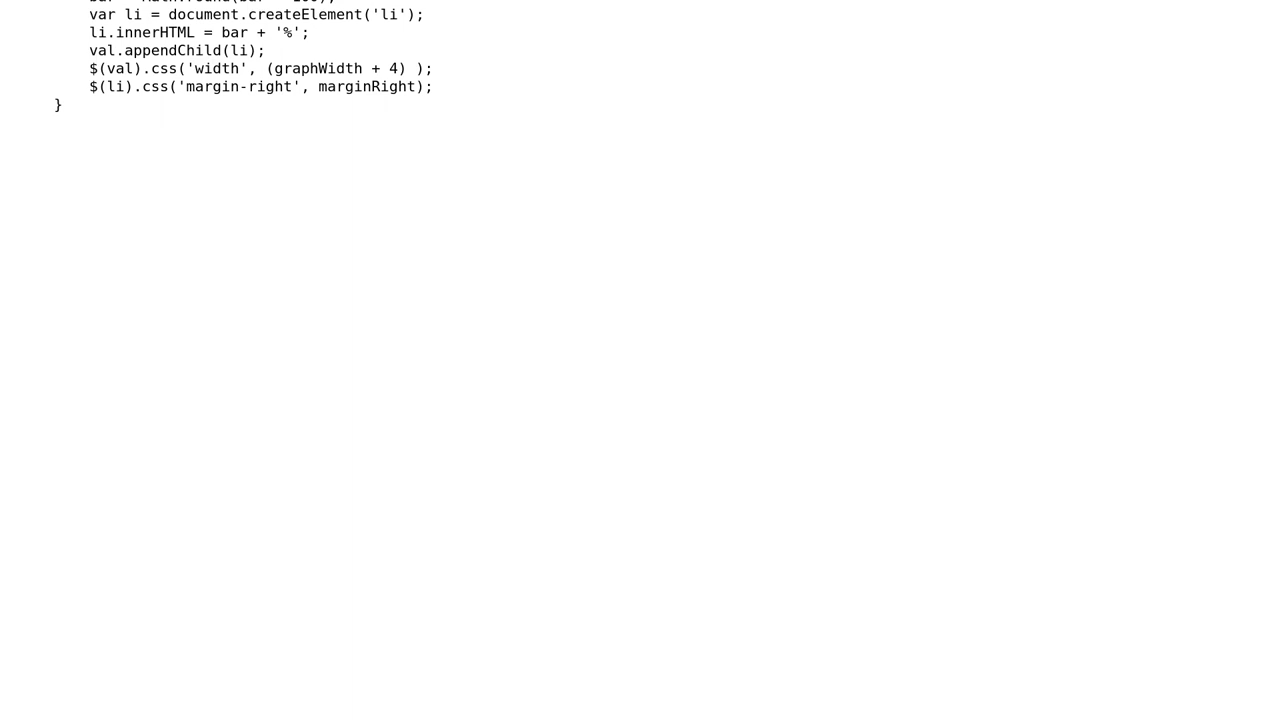 var li = document.createElement('li');
li.innerHTML = bar + '%';
val.appendChild(li);
$(val).css('width', (graphWidth + 4) );
$(li).css('margin-right', marginRight);
}